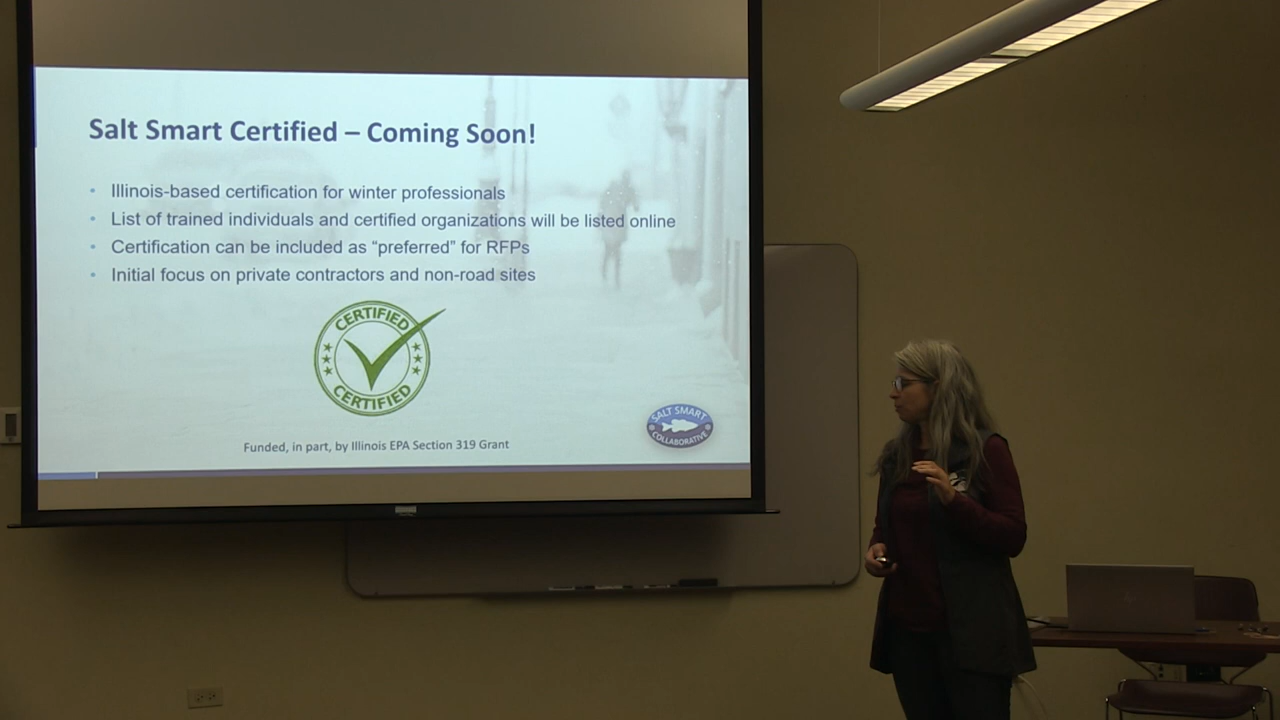 Salt Smart Certified – Coming Soon!
• Illinois-based certification for winter professionals
• List of trained individuals and certified organizations will be listed online
• Certification can be included as “preferred” for RFPs
• Initial focus on private contractors and non-road sites
CERTIFIED
CERTIFIED
SALT SMART
COLLABORATIVE
Funded, in part, by Illinois EPA Section 319 Grant